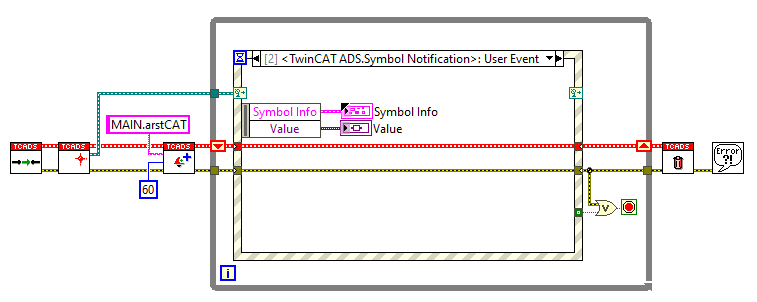 [2] <TwinCAT ADS.Symbol Notification>: User Event
MAIN.arstCAT
Symbol Info
Symbol Info
Value
Value
TCADS
TCADS
TCADS
TCADS
Error
?!
60
V
i